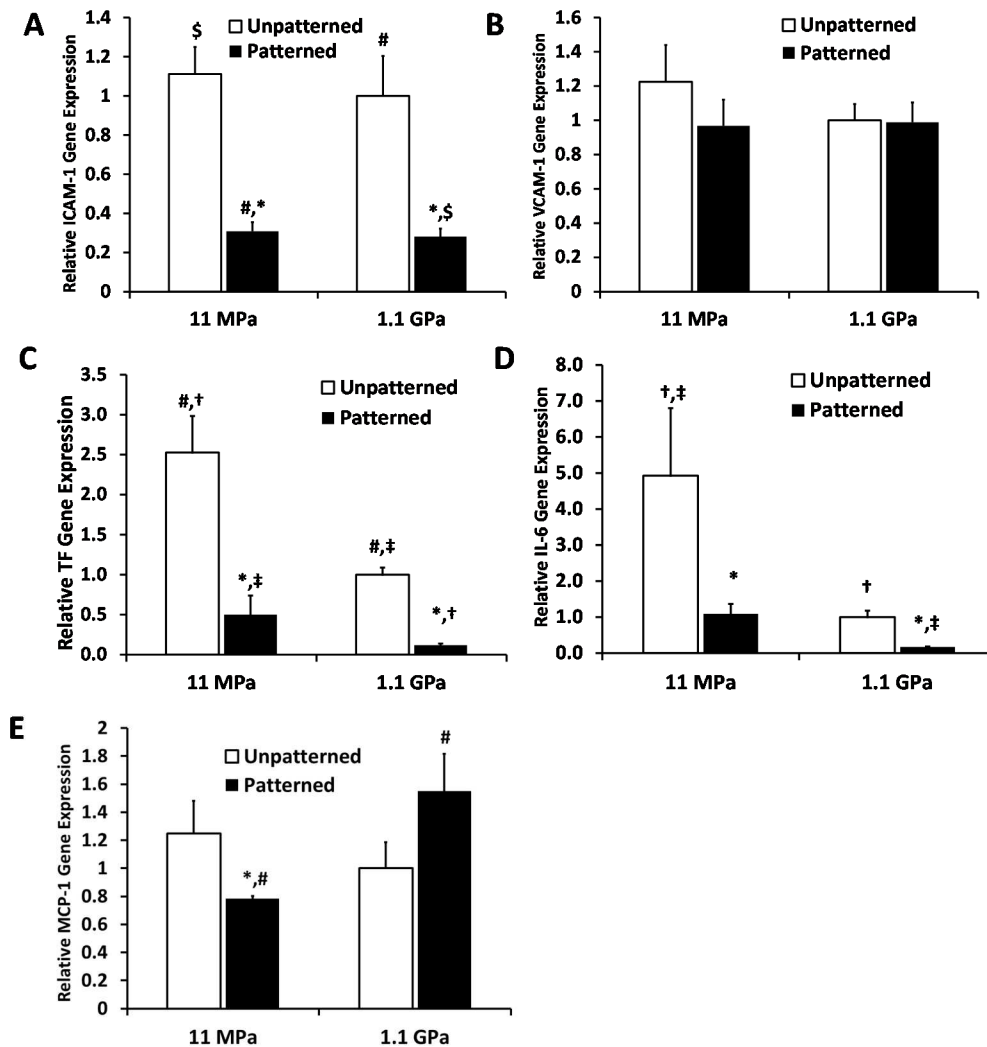 A
Relative ICAM-1 Gene Expression
1.4
1.2
1
0.8
0.6
0.4
0.2
0
Unpatterned
Patterned
$
#
#,*
*,$
11 MPa
1.1 GPa
B
Relative VCAM-1 Gene Expression
1.6
1.4
1.2
1
0.8
0.6
0.4
0.2
0
Unpatterned
Patterned
11 MPa
1.1 GPa
C
Relative TF Gene Expression
3.5
3.0
2.5
2.0
1.5
1.0
0.5
0.0
Unpatterned
Patterned
#,†
*,‡
#,‡
*,†
11 MPa
1.1 GPa
D
Relative IL-6 Gene Expression
8.0
7.0
6.0
5.0
4.0
3.0
2.0
1.0
0.0
Unpatterned
Patterned
†,‡
*
†
*,‡
11 MPa
1.1 GPa
E
Relative MCP-1 Gene Expression
2
1.8
1.6
1.4
1.2
1
0.8
0.6
0.4
0.2
0
Unpatterned
Patterned
*,#
#
11 MPa
1.1 GPa